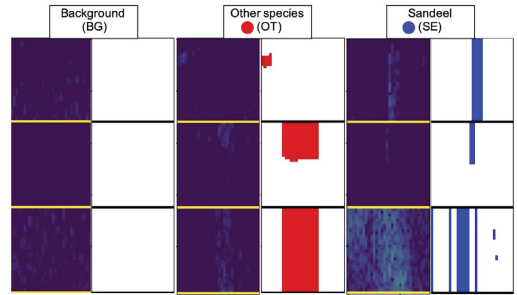 Background
(BG)
Other species
(OT)
Sandeel
(SE)